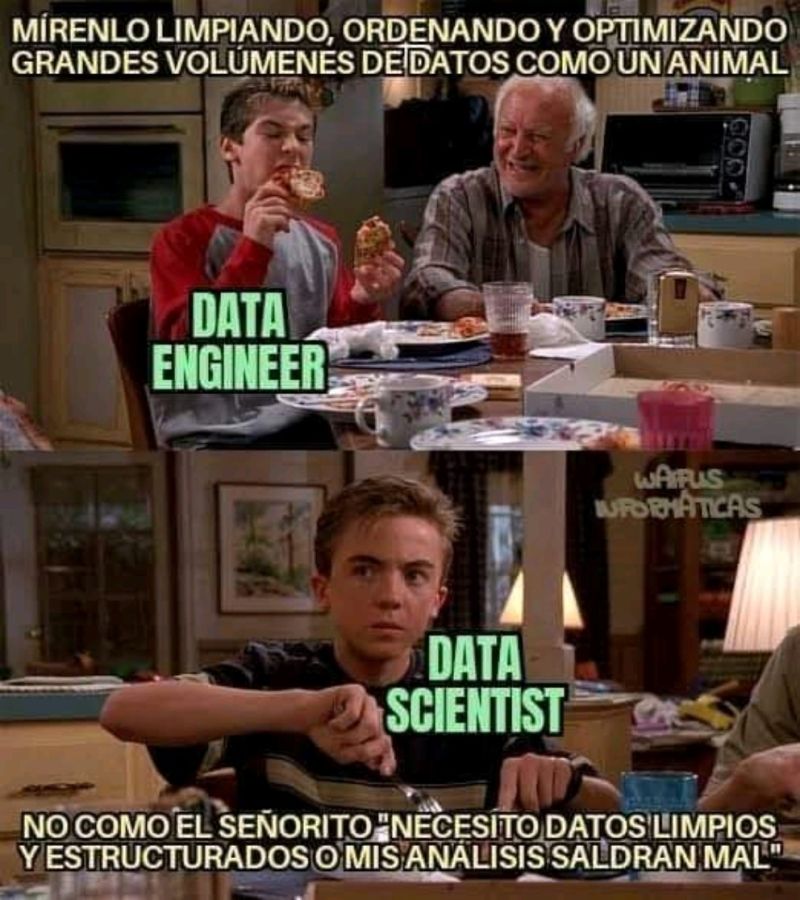 MÍRENLO LIMPIANDO, ORDENANDO Y OPTIMIZANDO
GRANDES VOLÚMENES DE DATOS COMO UN ANIMAL
DATA
ENGINEER
WAIFUS
INFORMÁTICAS
DATA
SCIENTIST
NO COMO EL SEÑORITO "NECESITO DATOS LIMPIOS
Y ESTRUCTURADOS O MIS ANÁLISIS SALDRAN MAL"